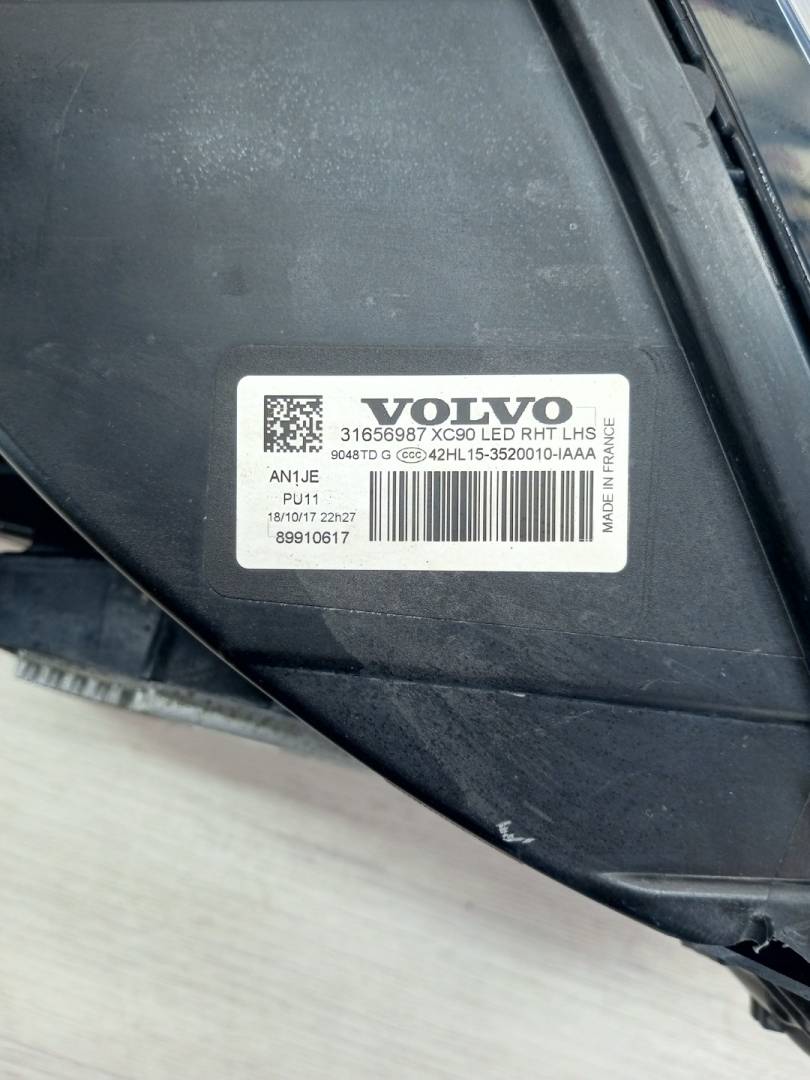 VOLVO
31656987 XC90 LED RHT LHS
9048TD G CCC 42HL15-3520010-IAAA
AN1JE
PU11
18/10/17 22h27
89910617
MADE IN FRANCE